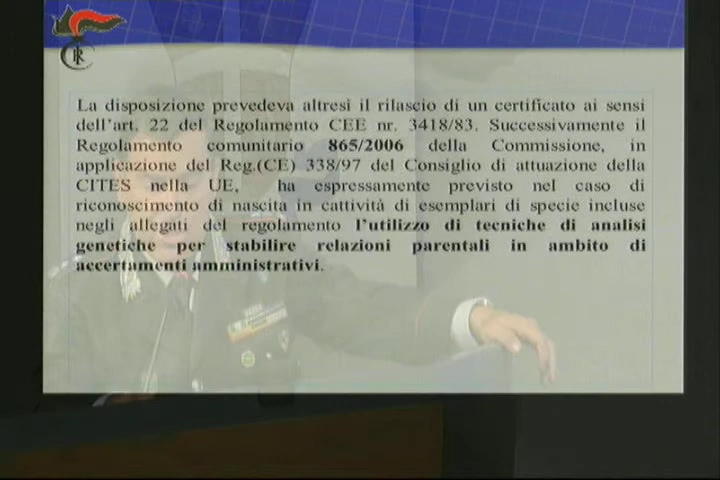 La disposizione prevedeva altresì il rilascio di un certificato ai sensi
dell'art. 22 del Regolamento CEE nr. 3418/83. Successivamente il
Regolamento comunitario 865/2006 della Commissione, in
applicazione del Reg.(CE) 338/97 del Consiglio di attuazione della
CITES nella UE, ha espressamente previsto nel caso di
riconoscimento di nascita in cattività di esemplari di specie incluse
negli allegati del regolamento l'utilizzo di tecniche di analisi
genetiche per stabilire relazioni parentali in ambito di
accertamenti amministrativi.